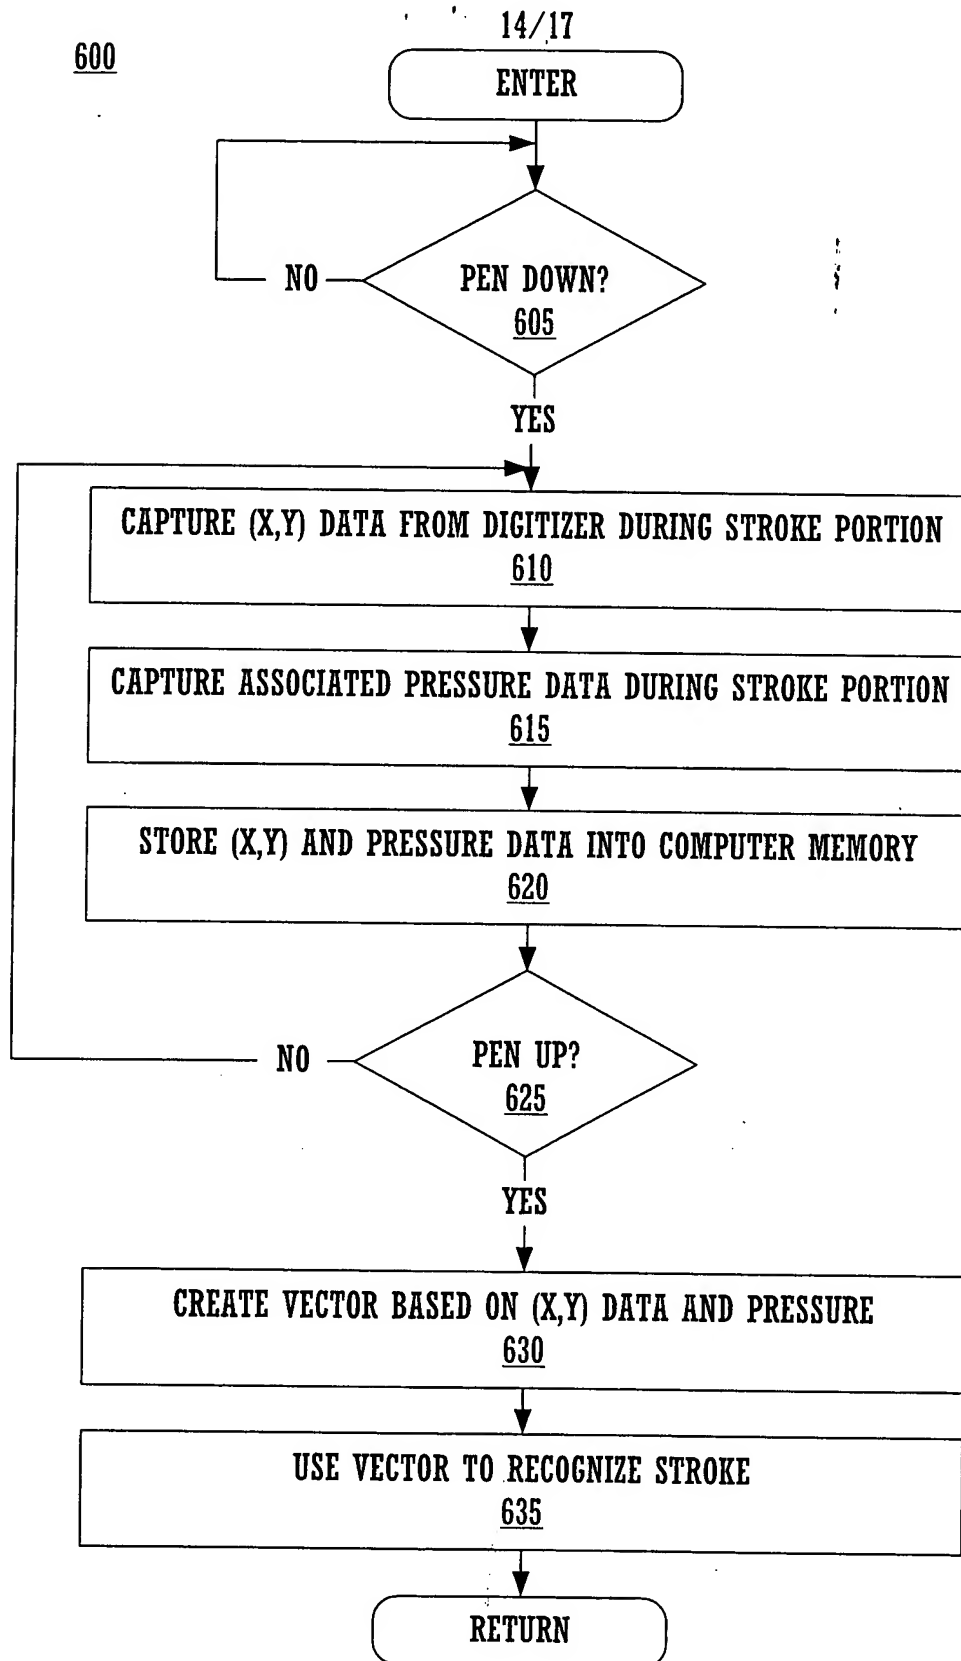 14/17
600
ENTER
NO
PEN DOWN?
605
YES
CAPTURE (X,Y) DATA FROM DIGITIZER DURING STROKE PORTION
610
CAPTURE ASSOCIATED PRESSURE DATA DURING STROKE PORTION
615
STORE (X,Y) AND PRESSURE DATA INTO COMPUTER MEMORY
620
NO
PEN UP?
625
YES
CREATE VECTOR BASED ON (X,Y) DATA AND PRESSURE
630
USE VECTOR TO RECOGNIZE STROKE
635
RETURN